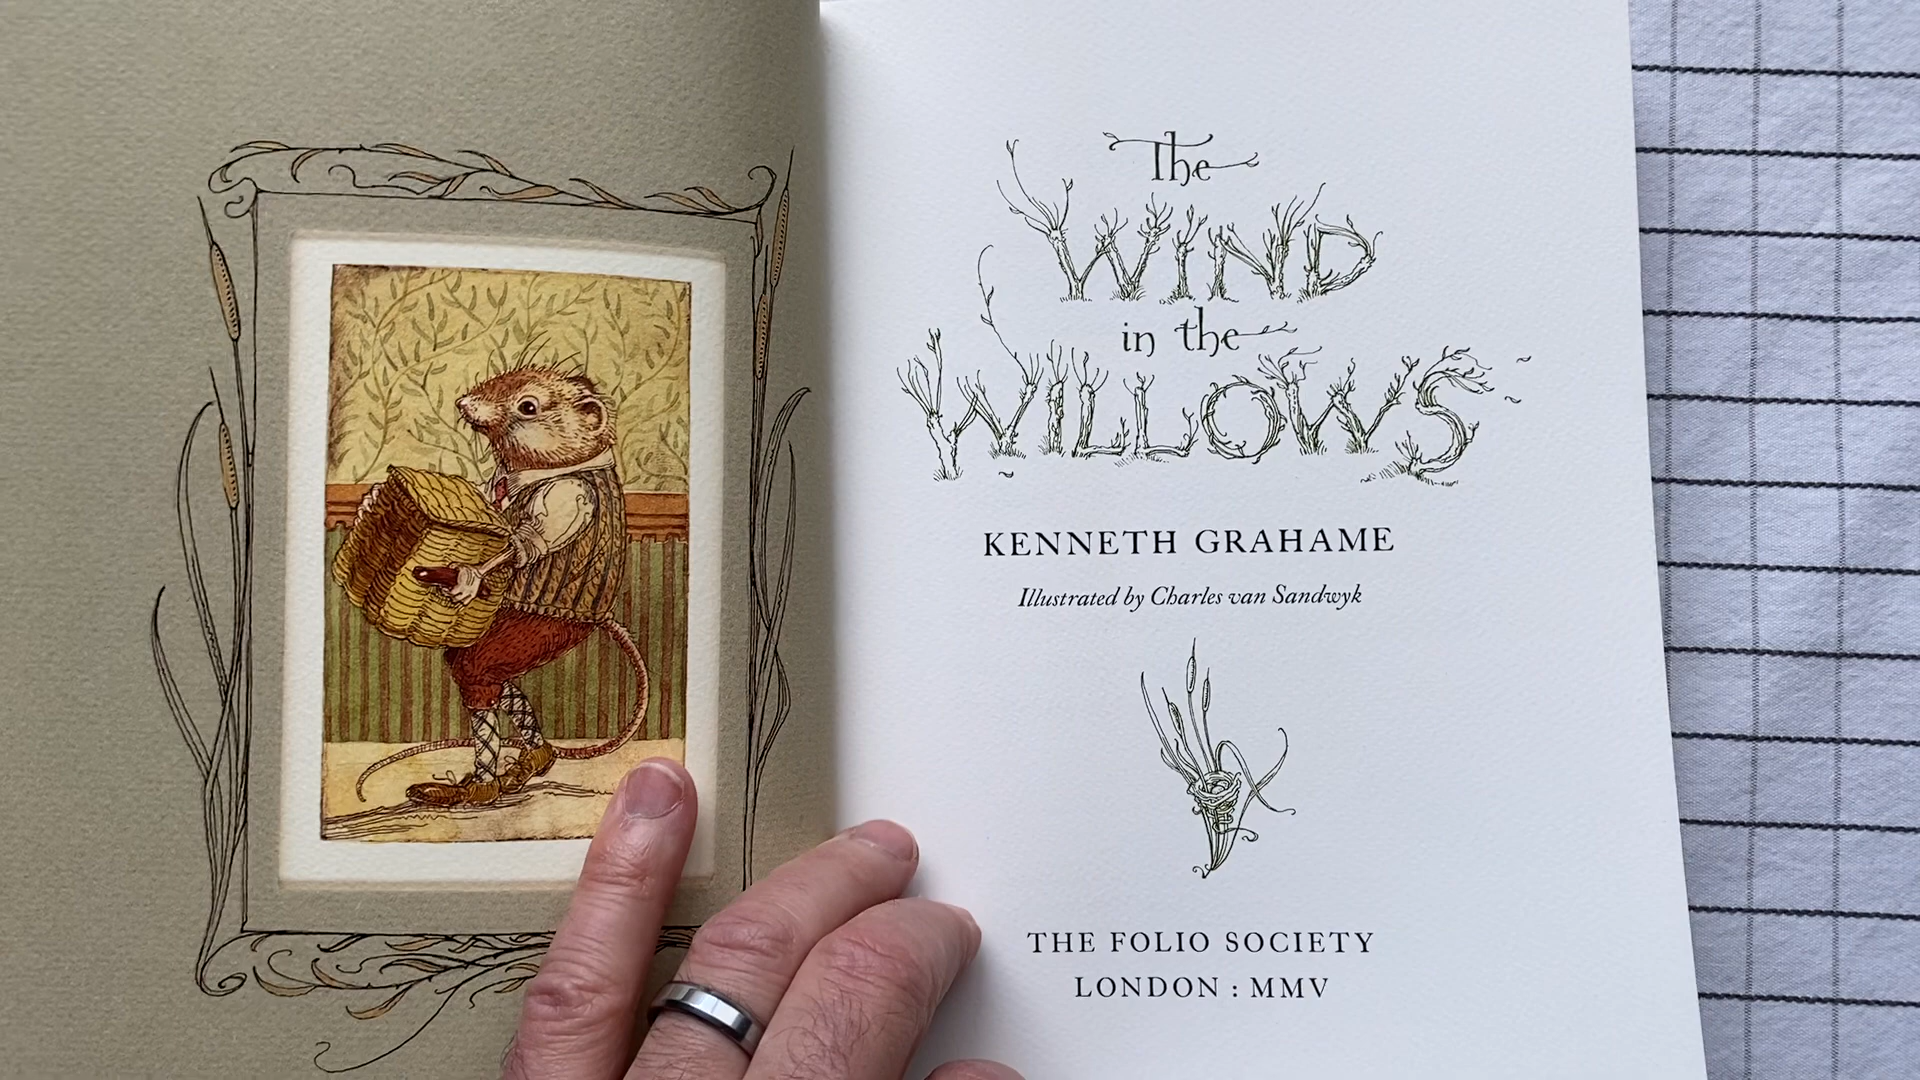 The
WIND
in the
WILLOWS
KENNETH GRAHAME
Illustrated by Charles van Sandwyk
THE FOLIO SOCIETY
LONDON : MMV